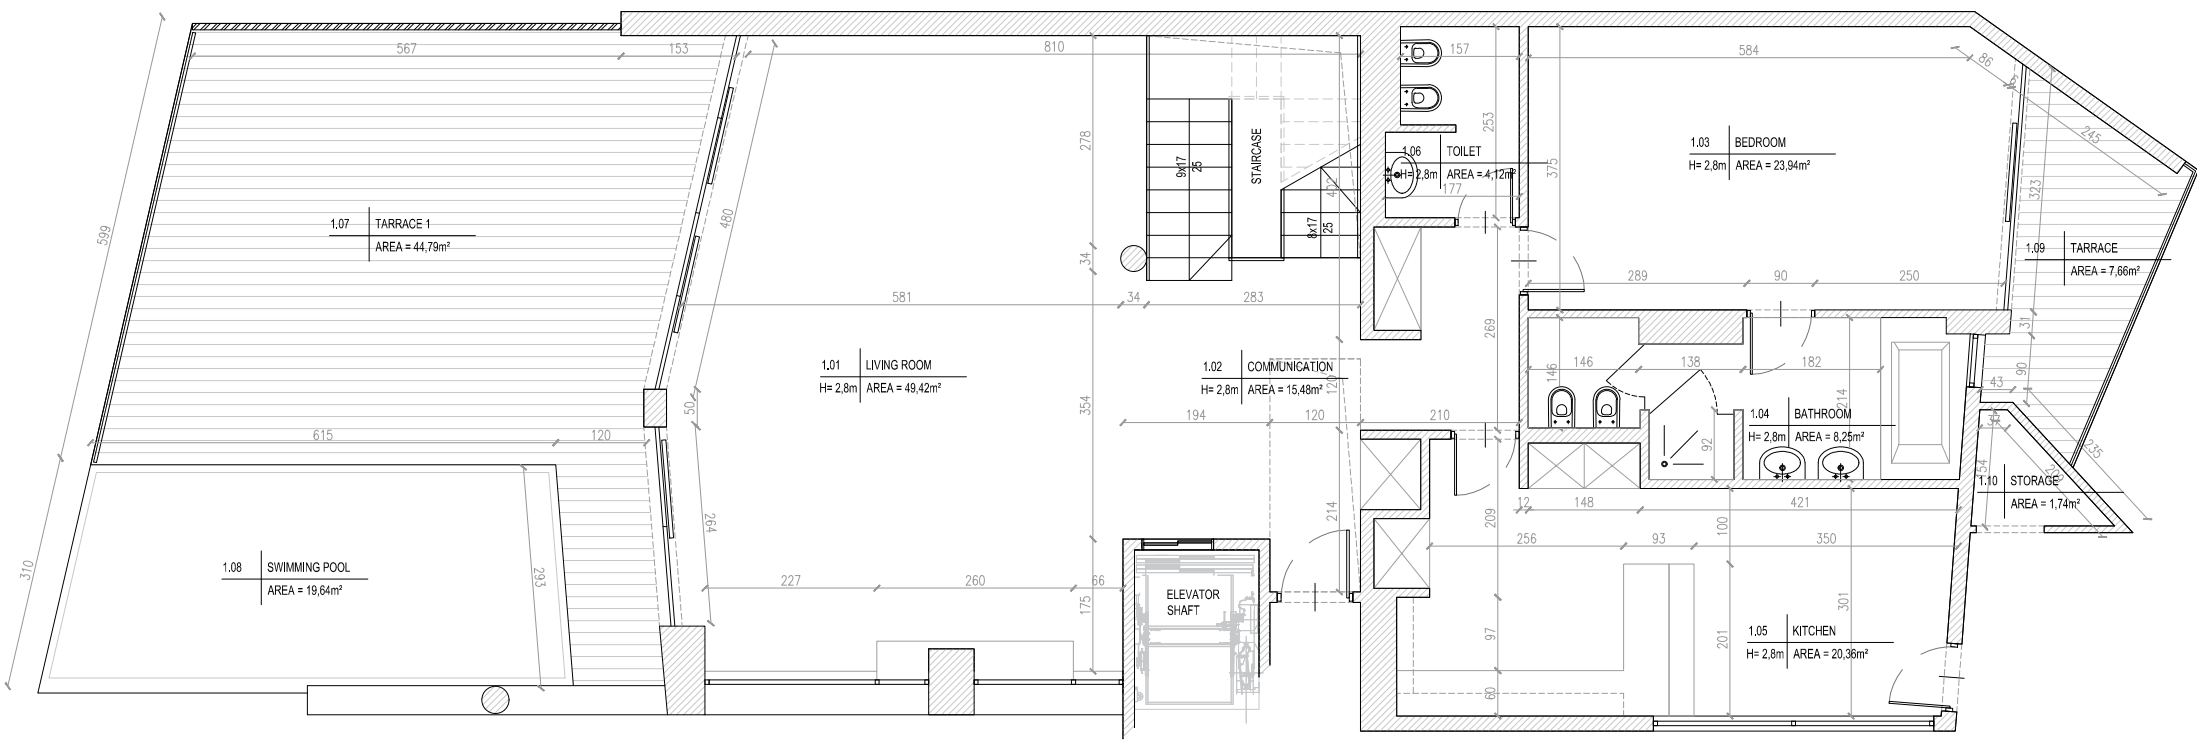 567
153
810
157
584
86
6
245
599
480
278
9x17
25
STAIRCASE
402
8x17
25
253
375
323
1.07 TARRACE 1
AREA = 44,79m²
1.06 TOILET
H= 2,8m AREA = 4,12m²
177
1.03 BEDROOM
H= 2,8m AREA = 23,94m²
1.09 TARRACE
AREA = 7,66m²
34
581
34
283
289
90
250
269
31
1.01 LIVING ROOM
H= 2,8m AREA = 49,42m²
1.02 COMMUNICATION
H= 2,8m AREA = 15,48m²
120
146
146
138
182
214
90
43
50
354
194
120
210
615
120
92
1.04 BATHROOM
H= 2,8m AREA = 8,25m²
37
235
154
1.10 STORAGE
AREA = 1,74m²
264
214
209
12
148
421
100
256
93
350
310
1.08 SWIMMING POOL
AREA = 19,64m²
293
227
260
66
175
ELEVATOR
SHAFT
97
60
201
301
1.05 KITCHEN
H= 2,8m AREA = 20,36m²